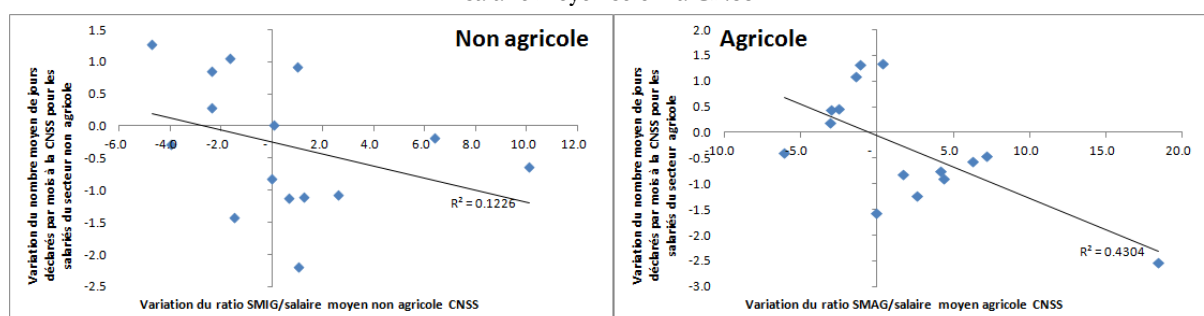 Non agricole
Variation du nombre moyen de jours
déclarés par mois à la CNSS pour les
salariés du secteur non agricole
1.5
1.0
0.5
0.0
-0.5
-1.0
-1.5
-2.0
-2.5
-6.0 -4.0 -2.0 - 2.0 4.0 6.0 8.0 10.0 12.0
R² = 0.1226
Variation du ratio SMIG/salaire moyen non agricole CNSS
Agricole
Variation du nombre moyen de jours
déclarés par mois à la CNSS pour les
salariés du secteur agricole
2.0
1.5
1.0
0.5
0.0
-0.5
-1.0
-1.5
-2.0
-2.5
-3.0
-10.0 -5.0 - 5.0 10.0 15.0 20.0
R² = 0.4304
Variation du ratio SMAG/salaire moyen agricole CNSS